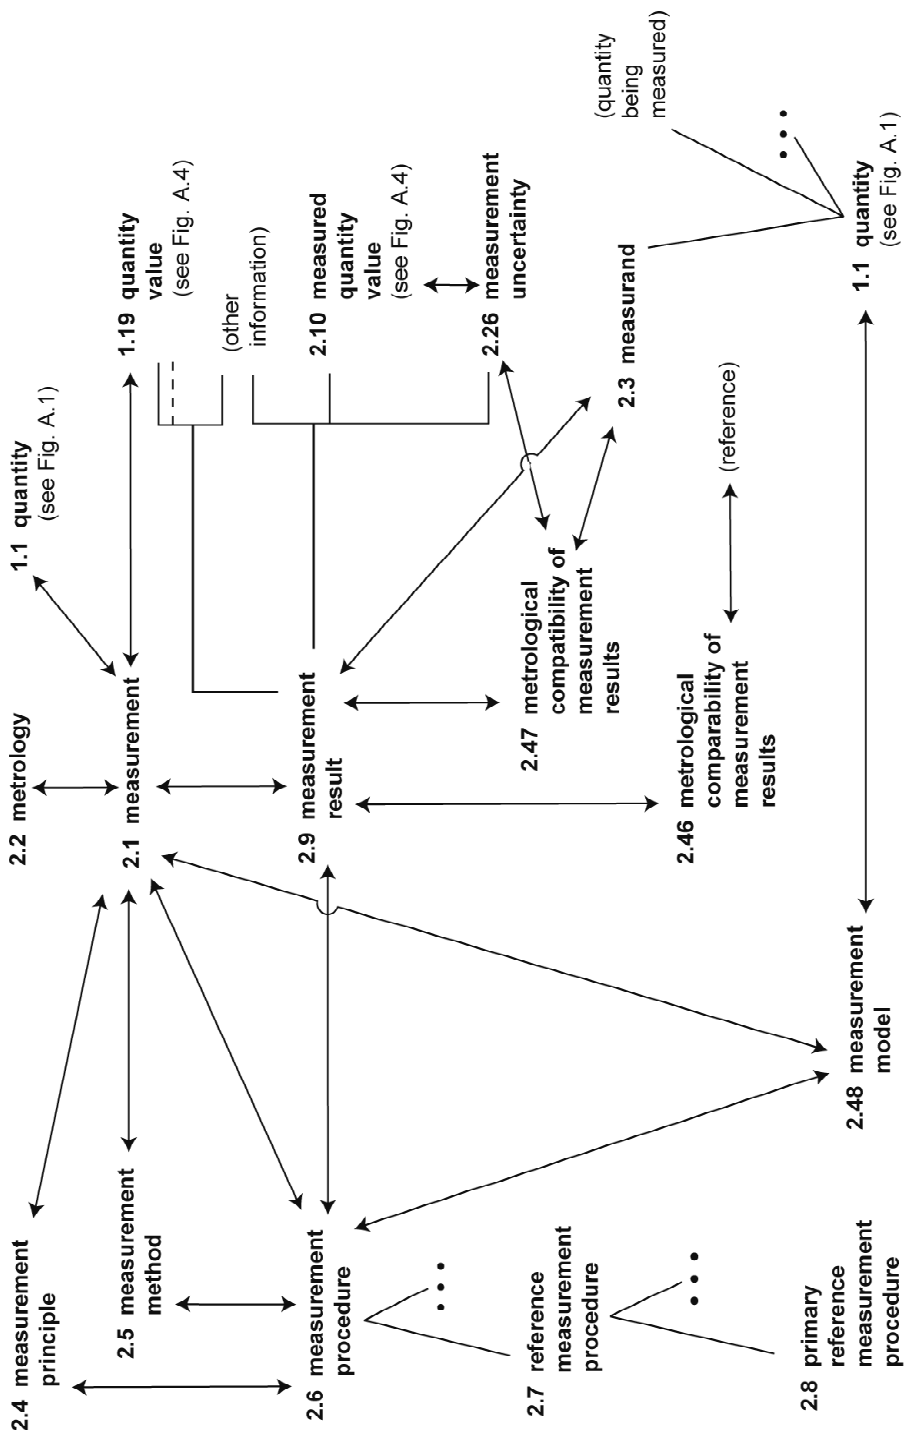 2.2 metrology
1.1 quantity
(see Fig. A.1)
2.4 measurement
principle
2.5 measurement
method
2.1 measurement
1.19 quantity
value
(see Fig. A.4)
(other
information)
2.6 measurement
procedure
2.9 measurement
result
2.10 measured
quantity
value
(see Fig. A.4)
2.26 measurement
uncertainty
2.7 reference
measurement
procedure
2.47 metrological
compatibility of
measurement
results
2.3 measurand
(quantity
being
measured)
2.46 metrological
comparability of
measurement
results
(reference)
2.8 primary
reference
measurement
procedure
2.48 measurement
model
1.1 quantity
(see Fig. A.1)